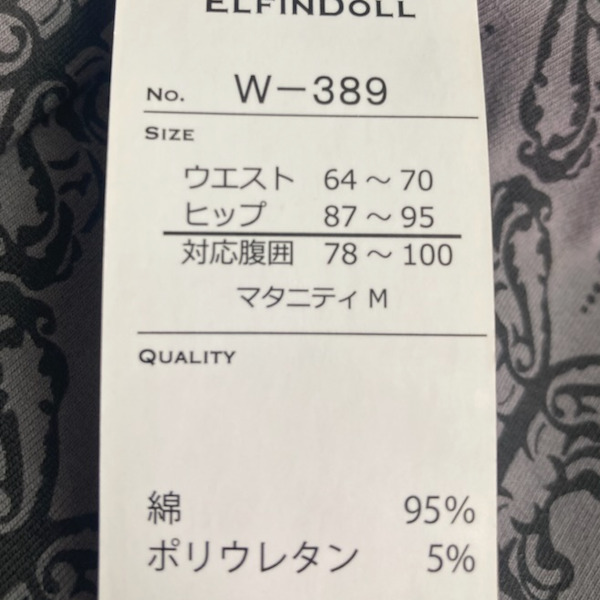 ELFINDOLL
No. W-389
SIZE
ウエスト 64～70
ヒップ 87～95
対応腹囲 78～100
マタニティM
QUALITY
綿 95%
ポリウレタン 5%